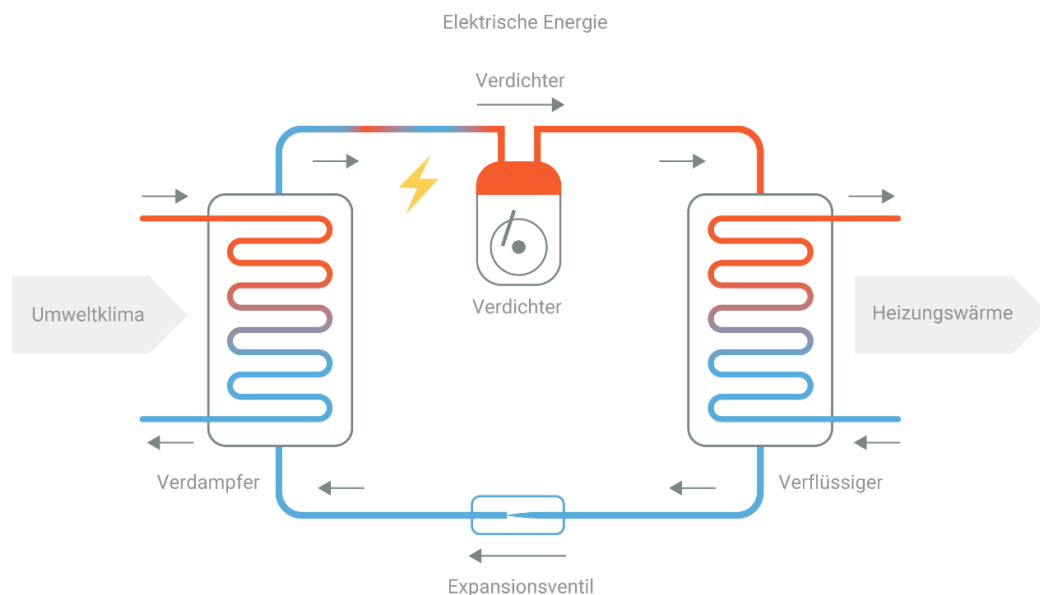 Elektrische Energie
Verdichter
Verdichter
Umweltklima
Heizungswärme
Verdampfer
Verflüssiger
Expansionsventil